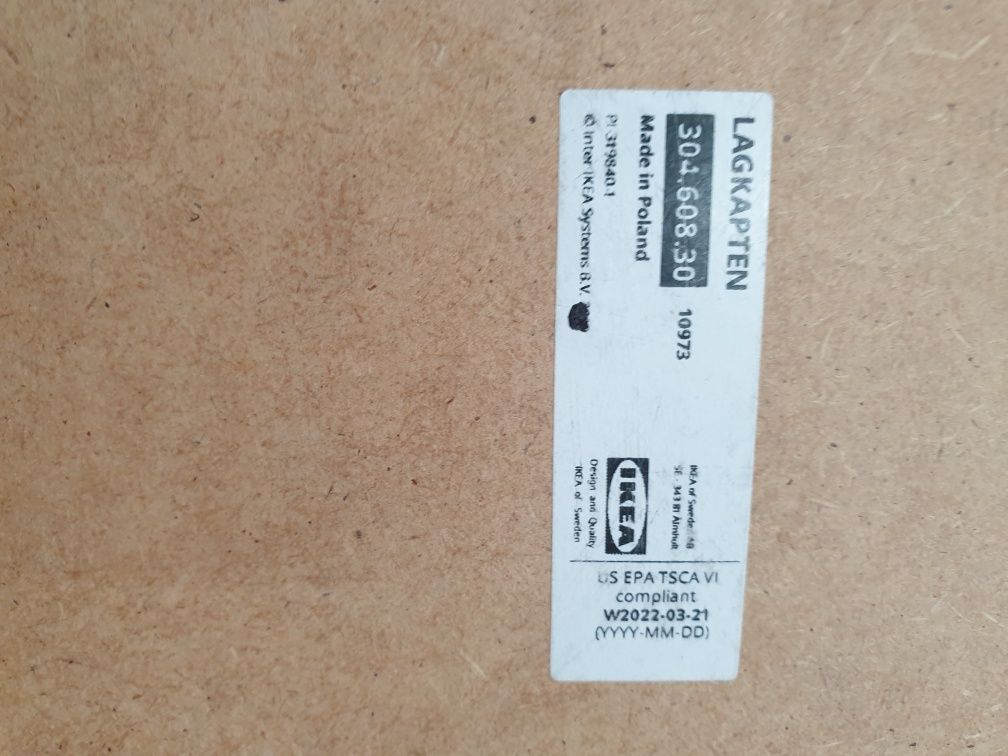 LAGKAPTEN
304.608.30 10973
Made in Poland
PI-319840-1
© Inter IKEA Systems B.V.
IKEA of Sweden AB
SE - 343 81 Älmhult
IKEA
Design and Quality
IKEA of Sweden
US EPA TSCA VI
compliant
W2022-03-21
(YYYY-MM-DD)